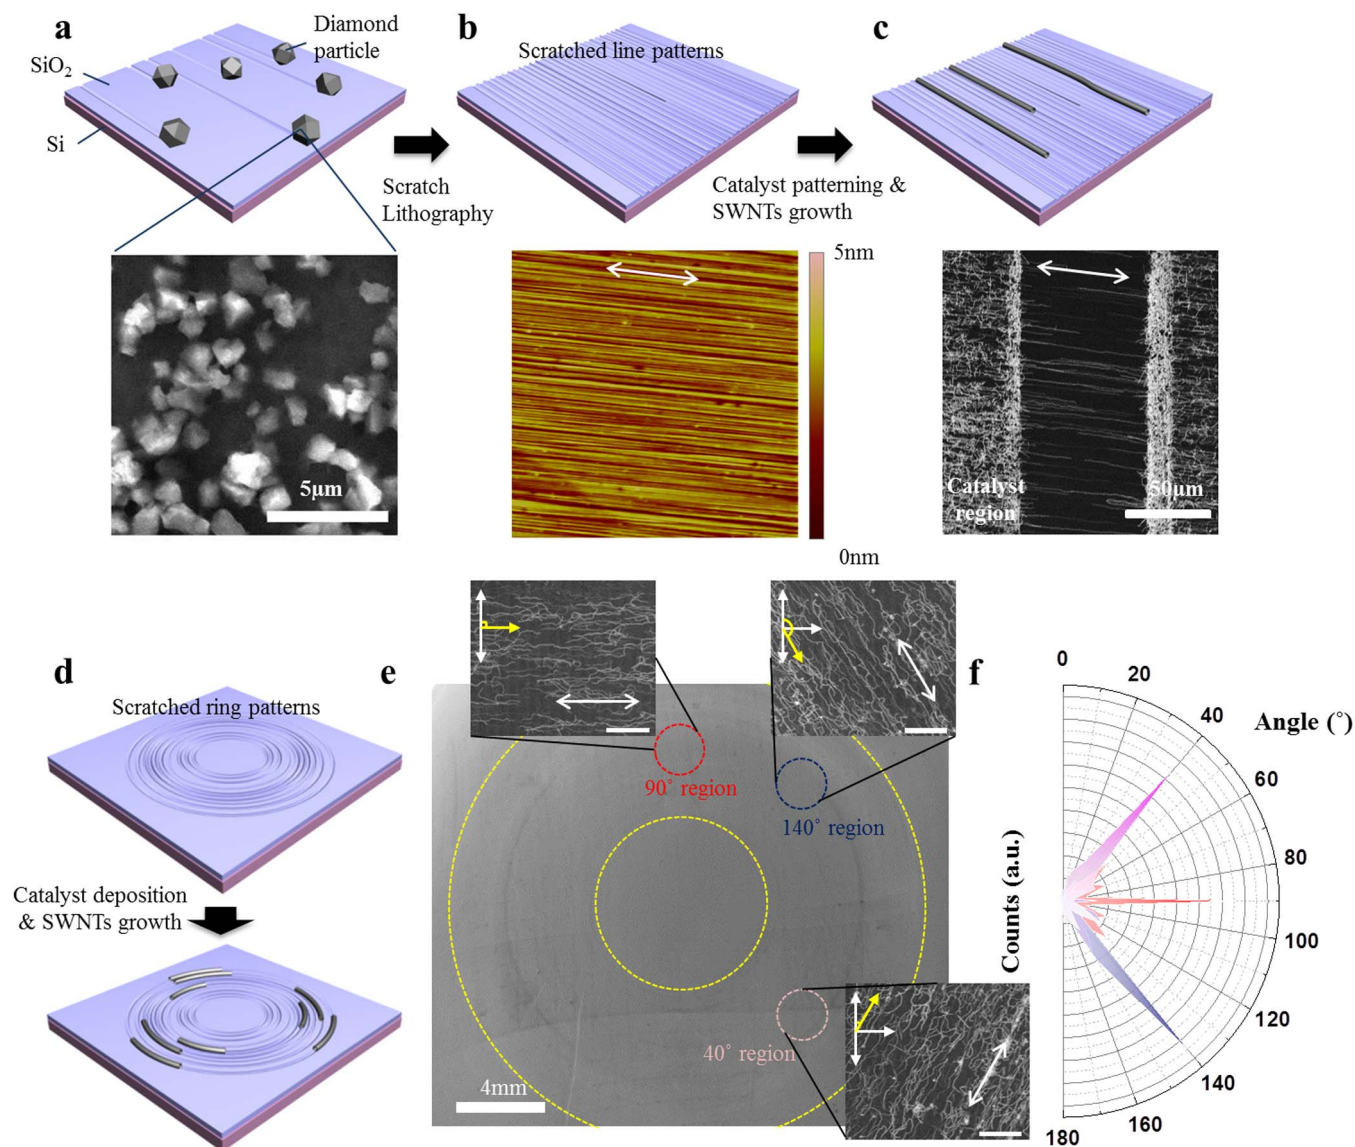 a
Diamond
particle
SiO2
Si
Scratch
Lithography
5μm
b
Scratched line patterns
Catalyst patterning &
SWNTs growth
5nm
0nm
c
Catalyst
region
50μm
d
Scratched ring patterns
Catalyst deposition
& SWNTs growth
e
90° region
140° region
40° region
4mm
f
0
20
40
Angle (°)
60
80
100
120
140
160
180
Counts (a.u.)